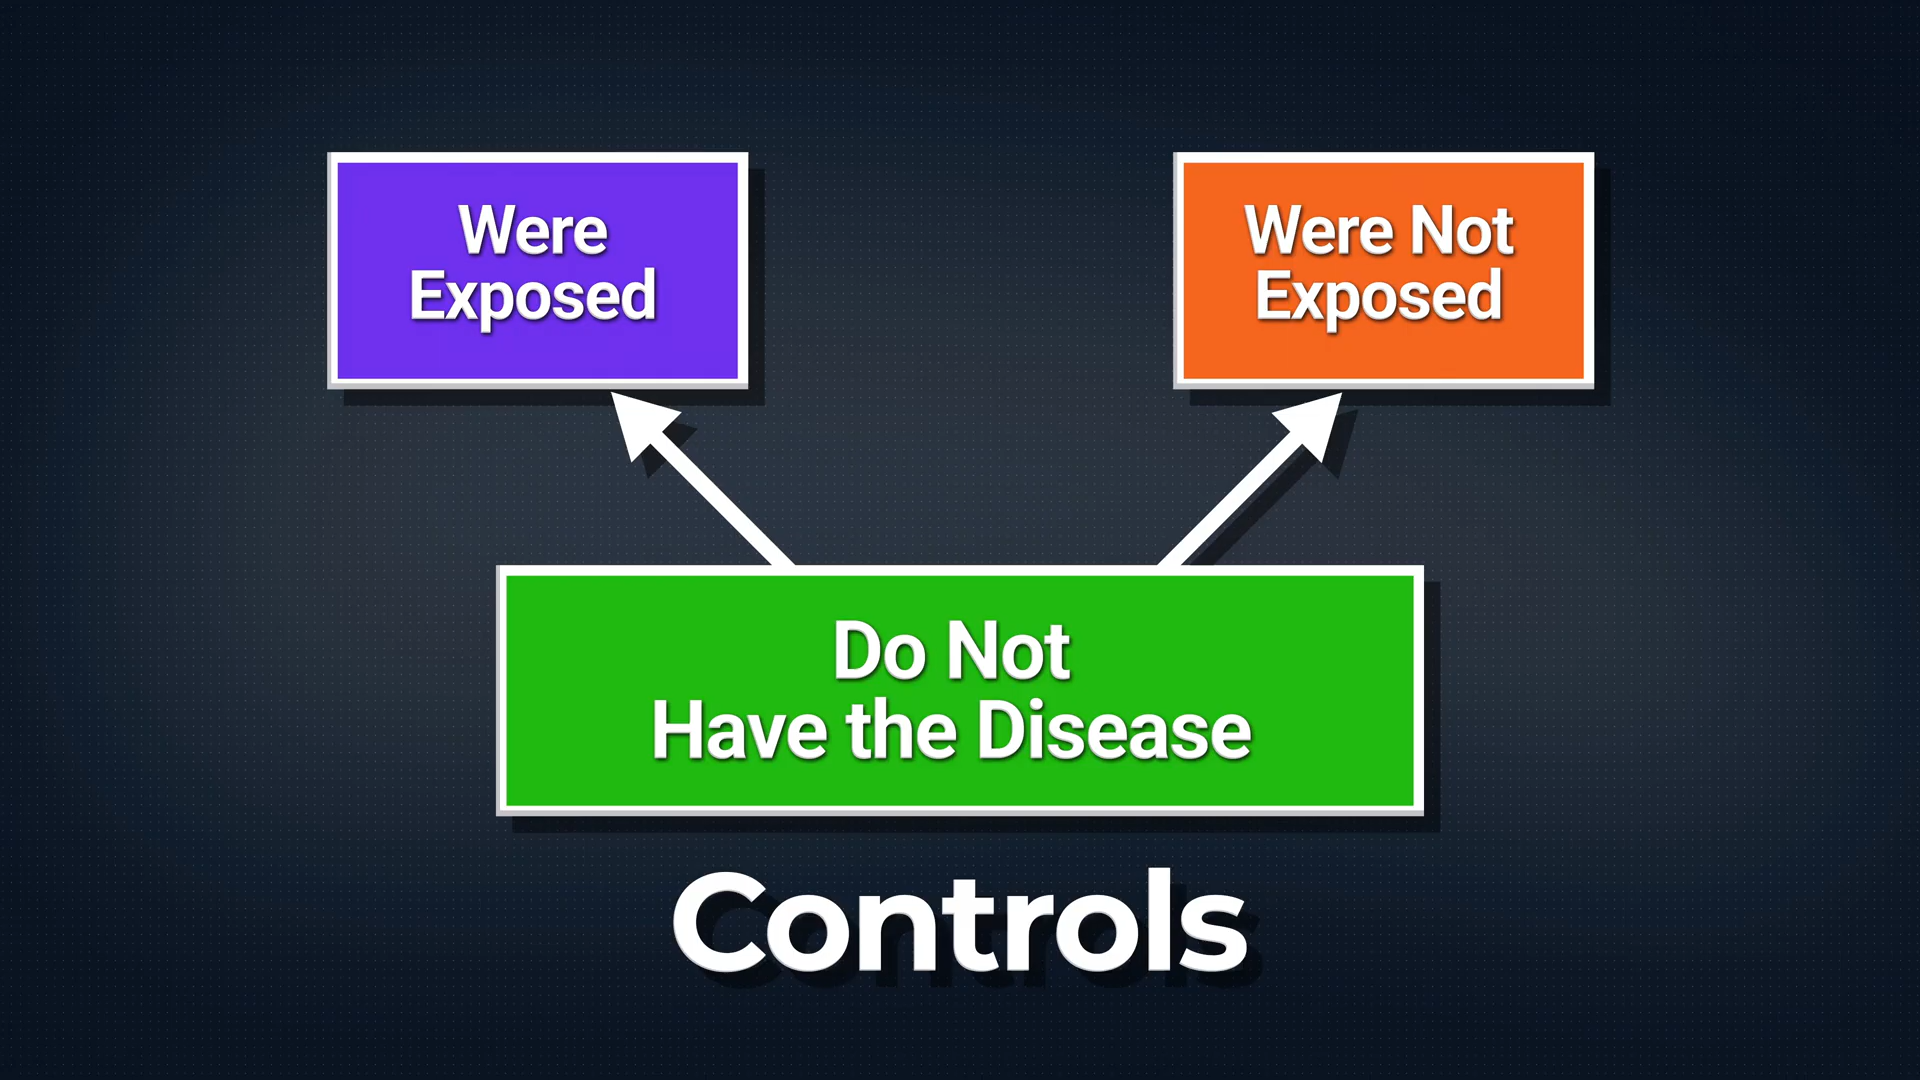 Were
Exposed
Were Not
Exposed
Do Not
Have the Disease
Controls